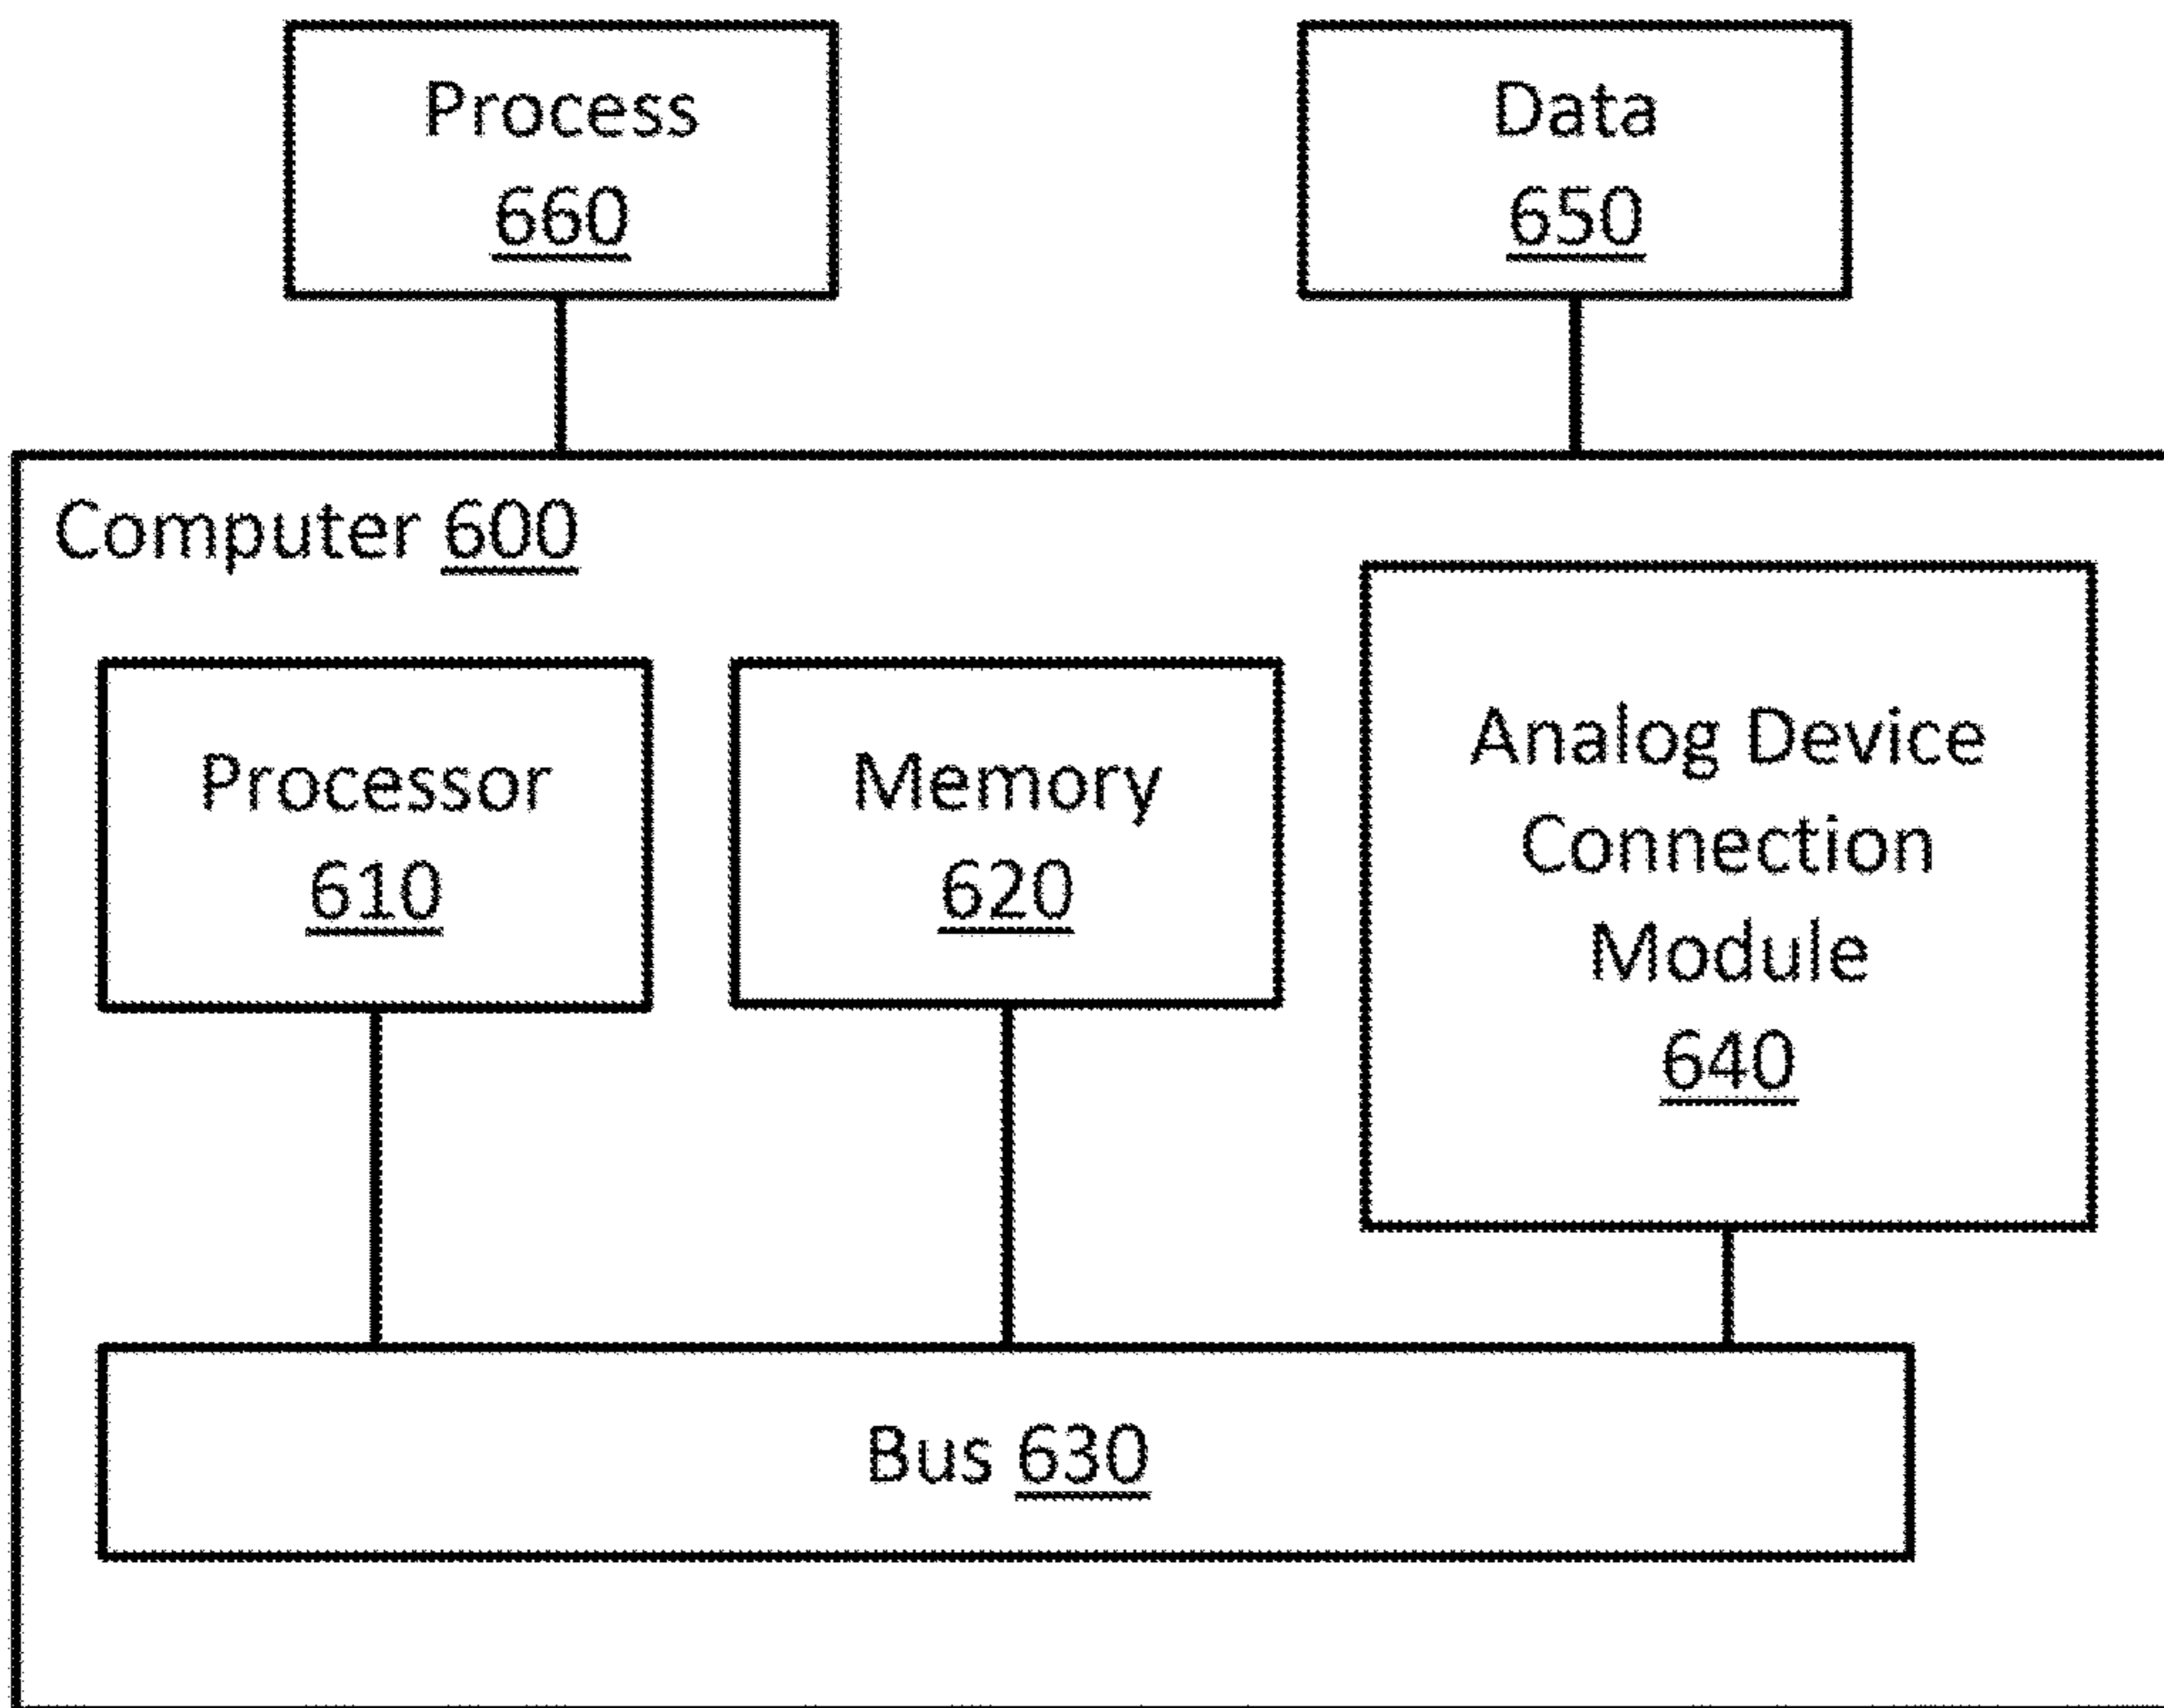 Process
660
Data
650
Computer 600
Processor
610
Memory
620
Analog Device
Connection
Module
640
Bus 630